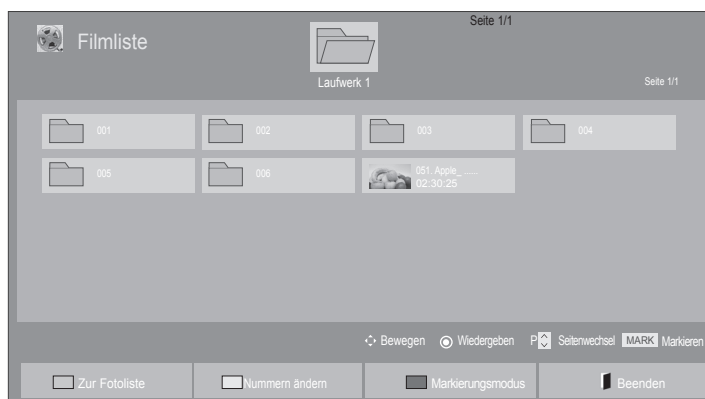 Seite 1/1
Filmliste
Laufwerk 1
Seite 1/1
001 002 003 004
005 006 051. Apple_ ......
02:30:25
Bewegen Wiedergeben P Seitenwechsel MARK Markieren
Zur Fotoliste Nummern ändern Markierungsmodus Beenden